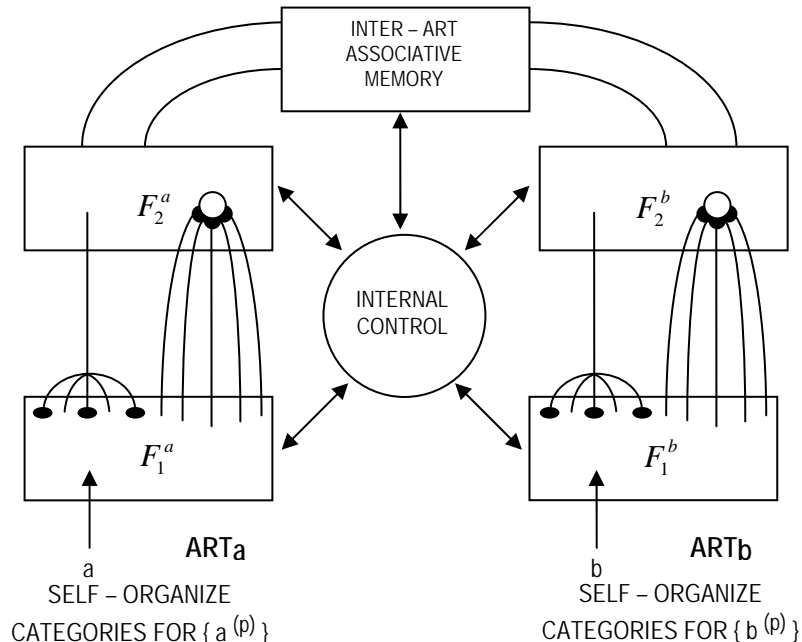 INTER – ART
ASSOCIATIVE
MEMORY
F₂ᵃ
F₂ᵇ
INTERNAL
CONTROL
F₁ᵃ
F₁ᵇ
ARTa
a
SELF – ORGANIZE
CATEGORIES FOR { a ⁽ᵖ⁾ }
ARTb
b
SELF – ORGANIZE
CATEGORIES FOR { b ⁽ᵖ⁾ }